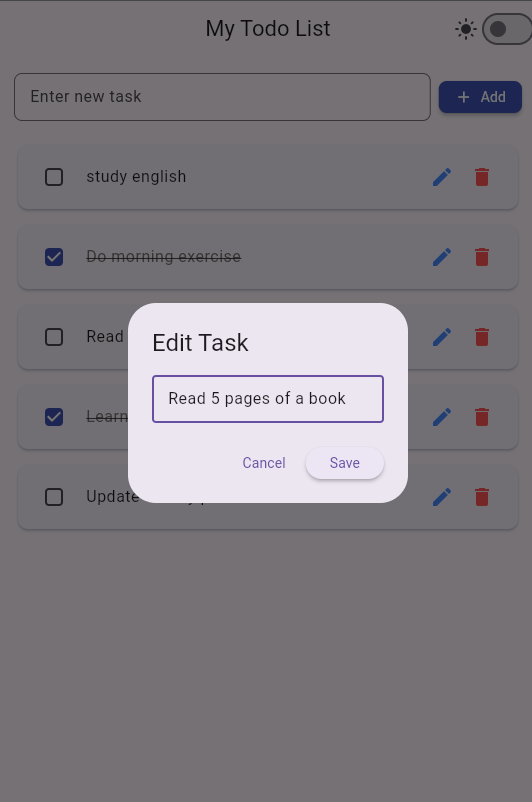 My Todo List
Enter new task
Add
study english
Do morning exercise
Read
Learn
Update
Edit Task
Read 5 pages of a book
Cancel
Save